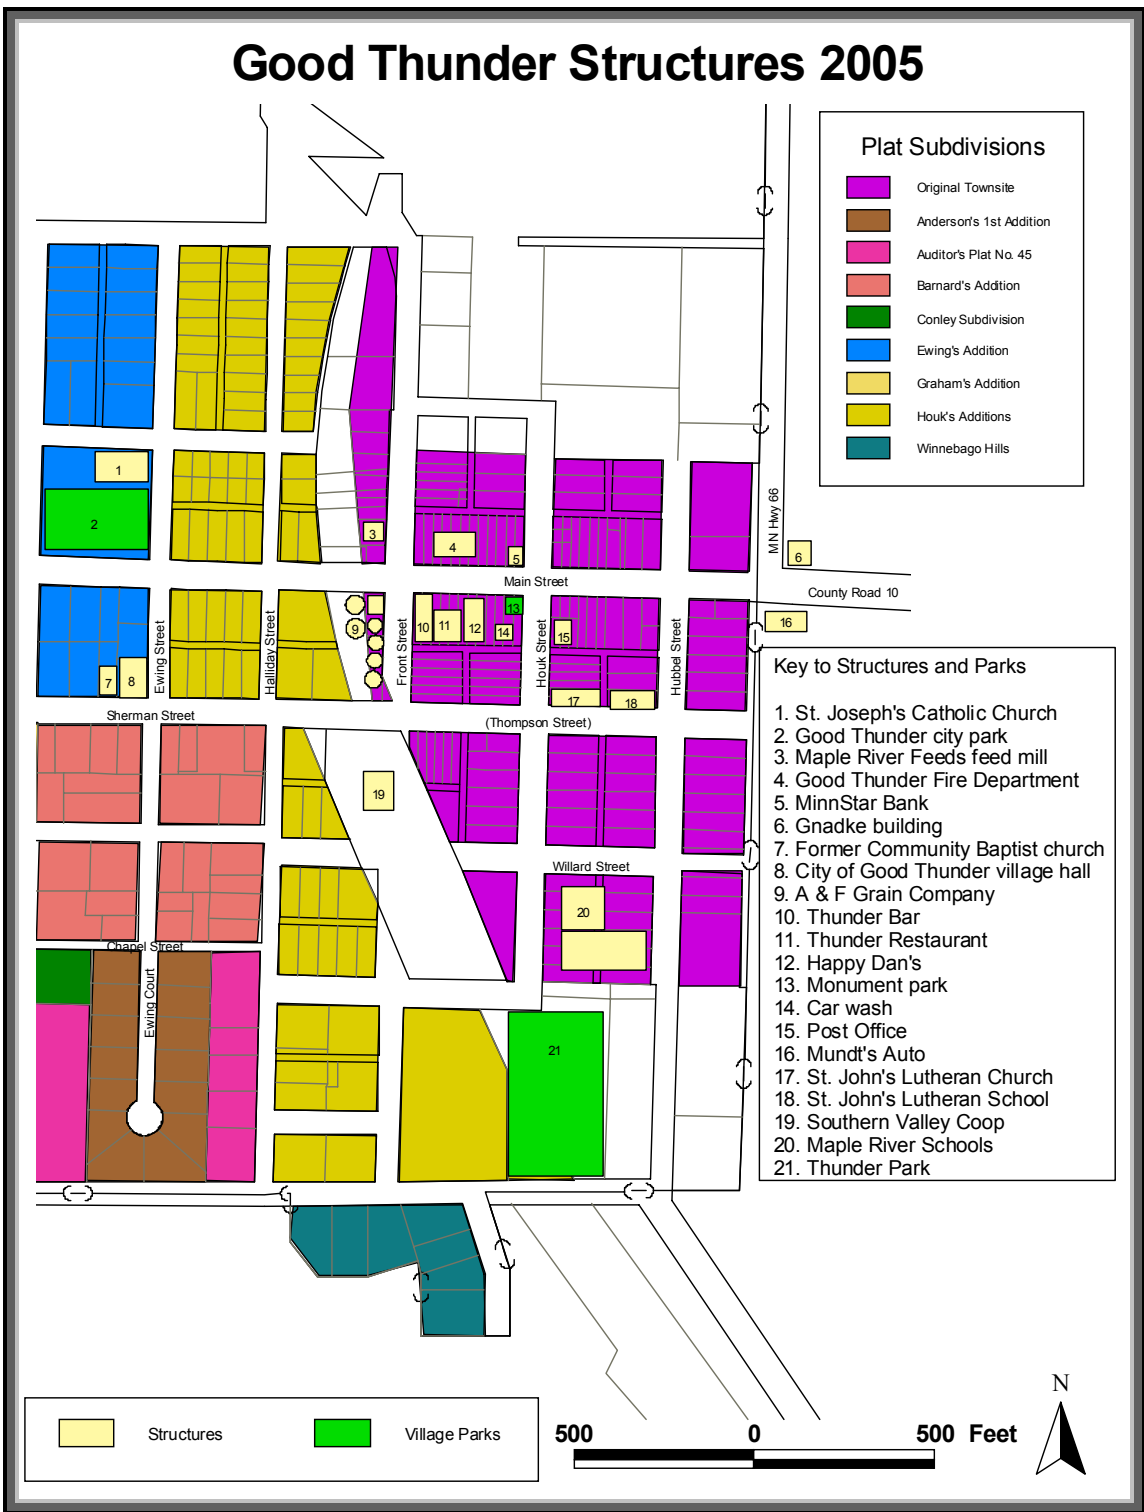 Good Thunder Structures 2005
Plat Subdivisions
Original Townsite
Anderson's 1st Addition
Auditor's Plat No. 45
Barnard's Addition
Conley Subdivision
Ewing's Addition
Graham's Addition
Houk's Additions
Winnebago Hills
1
2
3
4
5
6
MN Hwy 66
Main Street
County Road 10
Ewing Street
Halliday Street
Front Street
Houk Street
Hubbel Street
7
8
9
10
11
12
13
14
15
16
17
18
Sherman Street
(Thompson Street)
19
Willard Street
20
Chapel Street
Ewing Court
21
Key to Structures and Parks
1. St. Joseph's Catholic Church
2. Good Thunder city park
3. Maple River Feeds feed mill
4. Good Thunder Fire Department
5. MinnStar Bank
6. Gnadke building
7. Former Community Baptist church
8. City of Good Thunder village hall
9. A & F Grain Company
10. Thunder Bar
11. Thunder Restaurant
12. Happy Dan's
13. Monument park
14. Car wash
15. Post Office
16. Mundt's Auto
17. St. John's Lutheran Church
18. St. John's Lutheran School
19. Southern Valley Coop
20. Maple River Schools
21. Thunder Park
Structures
Village Parks
500 0 500 Feet
N